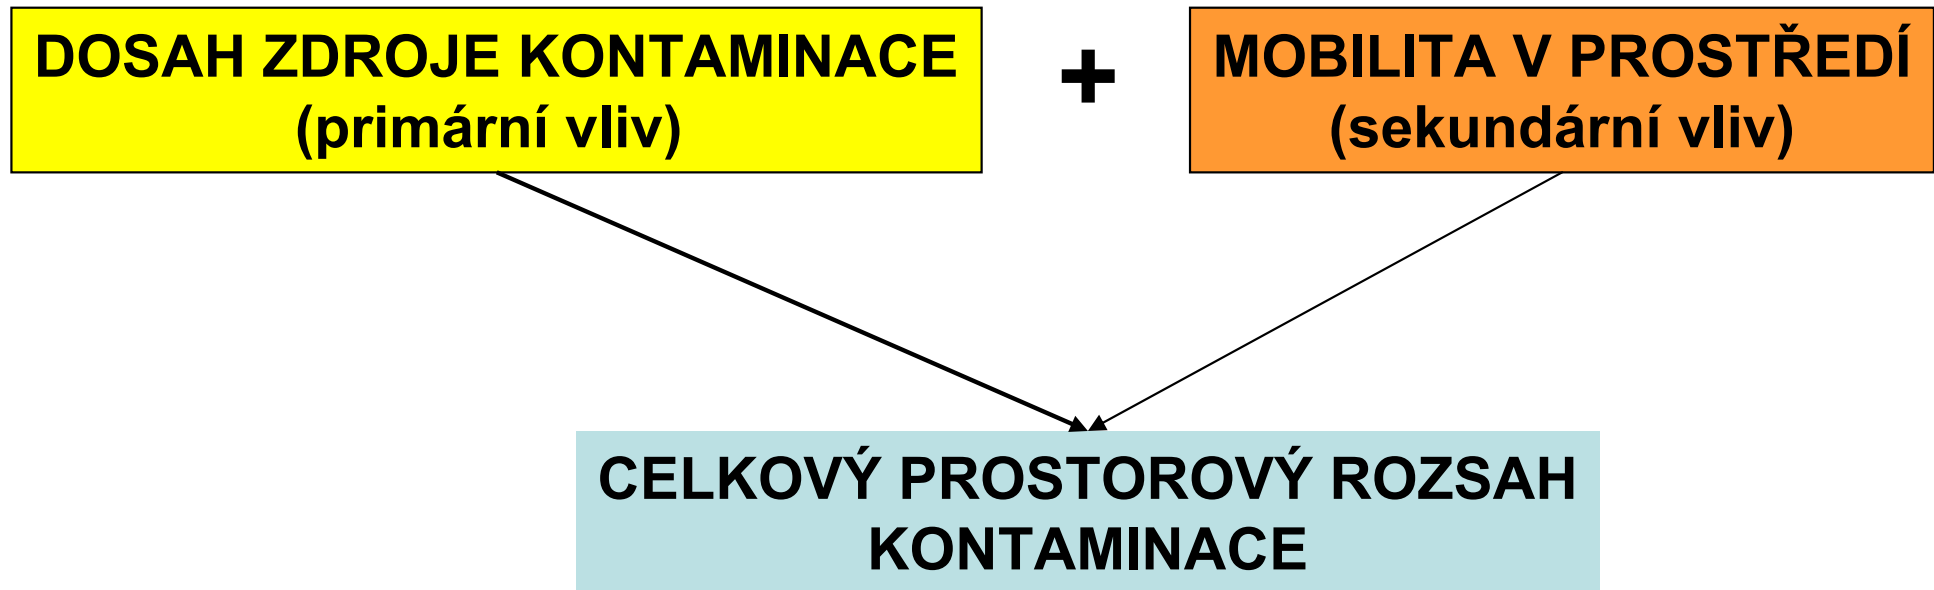 DOSAH ZDROJE KONTAMINACE
(primární vliv)
+
MOBILITA V PROSTŘEDÍ
(sekundární vliv)
CELKOVÝ PROSTOROVÝ ROZSAH
KONTAMINACE